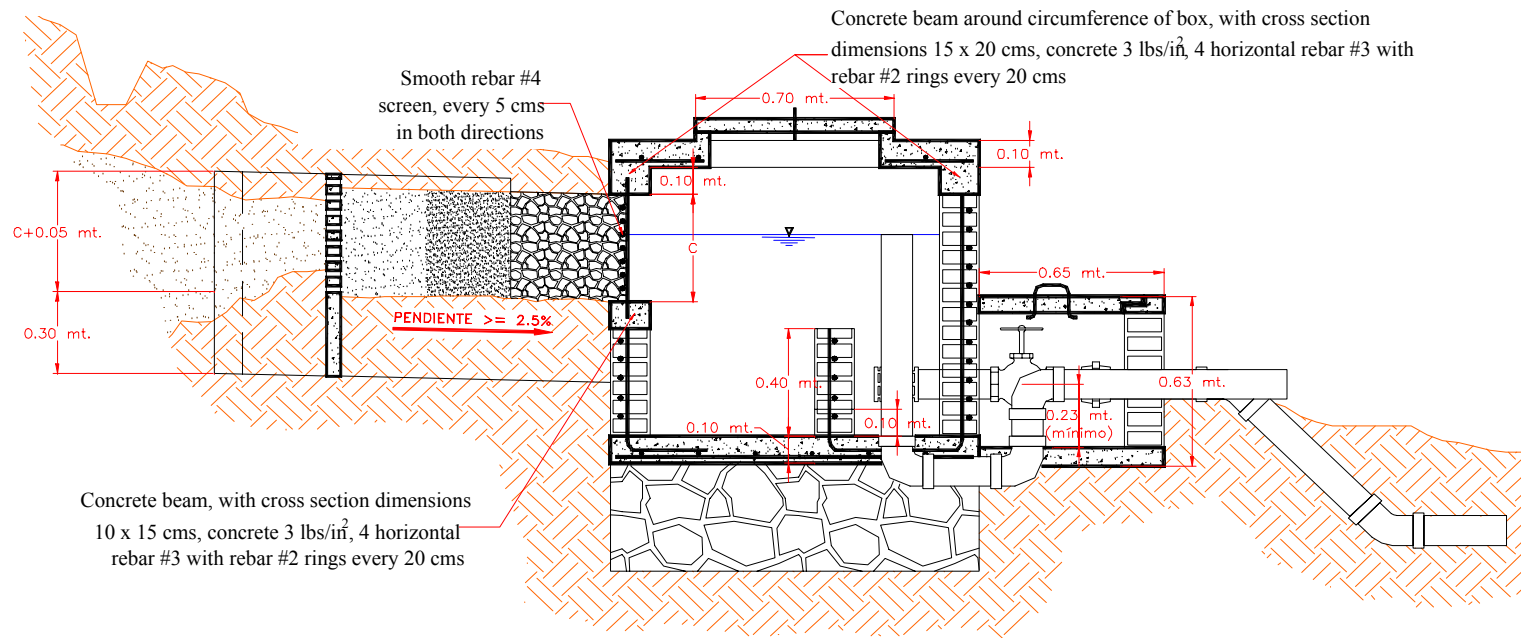 Concrete beam around circumference of box, with cross section
dimensions 15 x 20 cms, concrete 3 lbs/in2, 4 horizontal rebar #3 with
rebar #2 rings every 20 cms
Smooth rebar #4
screen, every 5 cms
in both directions
0.70 mt.
0.10 mt.
0.10 mt.
C+0.05 mt.
C
0.65 mt.
PENDIENTE >= 2.5%
0.30 mt.
0.40 mt.
0.63 mt.
0.10 mt.
0.23 mt.
(mínimo)
0.10 mt.
Concrete beam, with cross section dimensions
10 x 15 cms, concrete 3 lbs/in2, 4 horizontal
rebar #3 with rebar #2 rings every 20 cms